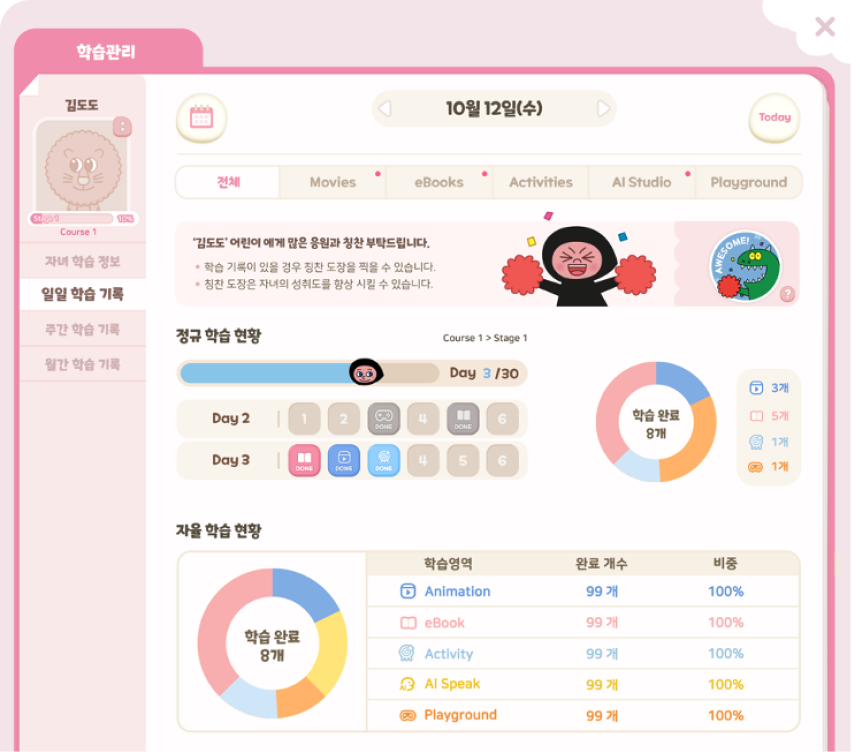 학습관리
김도도
Stage 1
10%
Course 1
자녀 학습 정보
일일 학습 기록
주간 학습 기록
월간 학습 기록
10월 12일(수)
Today
전체
Movies
eBooks
Activities
AI Studio
Playground
'김도도' 어린이 에게 많은 응원과 칭찬 부탁드립니다.
• 학습 기록이 있을 경우 칭찬 도장을 찍을 수 있습니다.
• 칭찬 도장은 자녀의 성취도를 향상 시킬 수 있습니다.
AWESOME!
?
정규 학습 현황
Course 1 > Stage 1
Day 3 /30
Day 2
1
2
DONE
4
DONE
6
Day 3
DONE
DONE
DONE
4
5
6
학습 완료
8개
3개
5개
1개
1개
자율 학습 현황
학습 완료
8개
학습영역 완료 개수 비중
Animation 99 개 100%
eBook 99 개 100%
Activity 99 개 100%
AI Speak 99 개 100%
Playground 99 개 100%